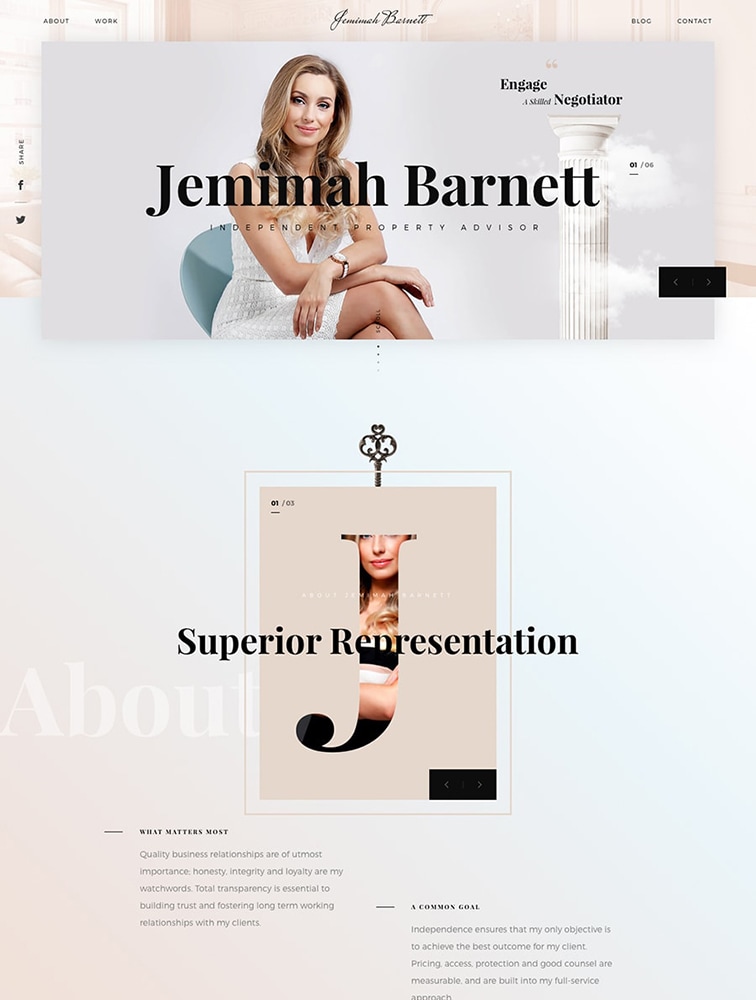 ABOUT
WORK
Jemimah Barnett
BLOG
CONTACT
SHARE
“
Engage
A Skilled Negotiator
01 / 06
Jemimah Barnett
INDEPENDENT PROPERTY ADVISOR
SCROLL
01 / 03
ABOUT JEMIMAH BARNETT
J
Superior Representation
About
WHAT MATTERS MOST
Quality business relationships are of utmost
importance; honesty, integrity and loyalty are my
watchwords. Total transparency is essential to
building trust and fostering long term working
relationships with my clients.
A COMMON GOAL
Independence ensures that my only objective is
to achieve the best outcome for my client.
Pricing, access, protection and good counsel are
measurable, and are built into my full-service
approach.